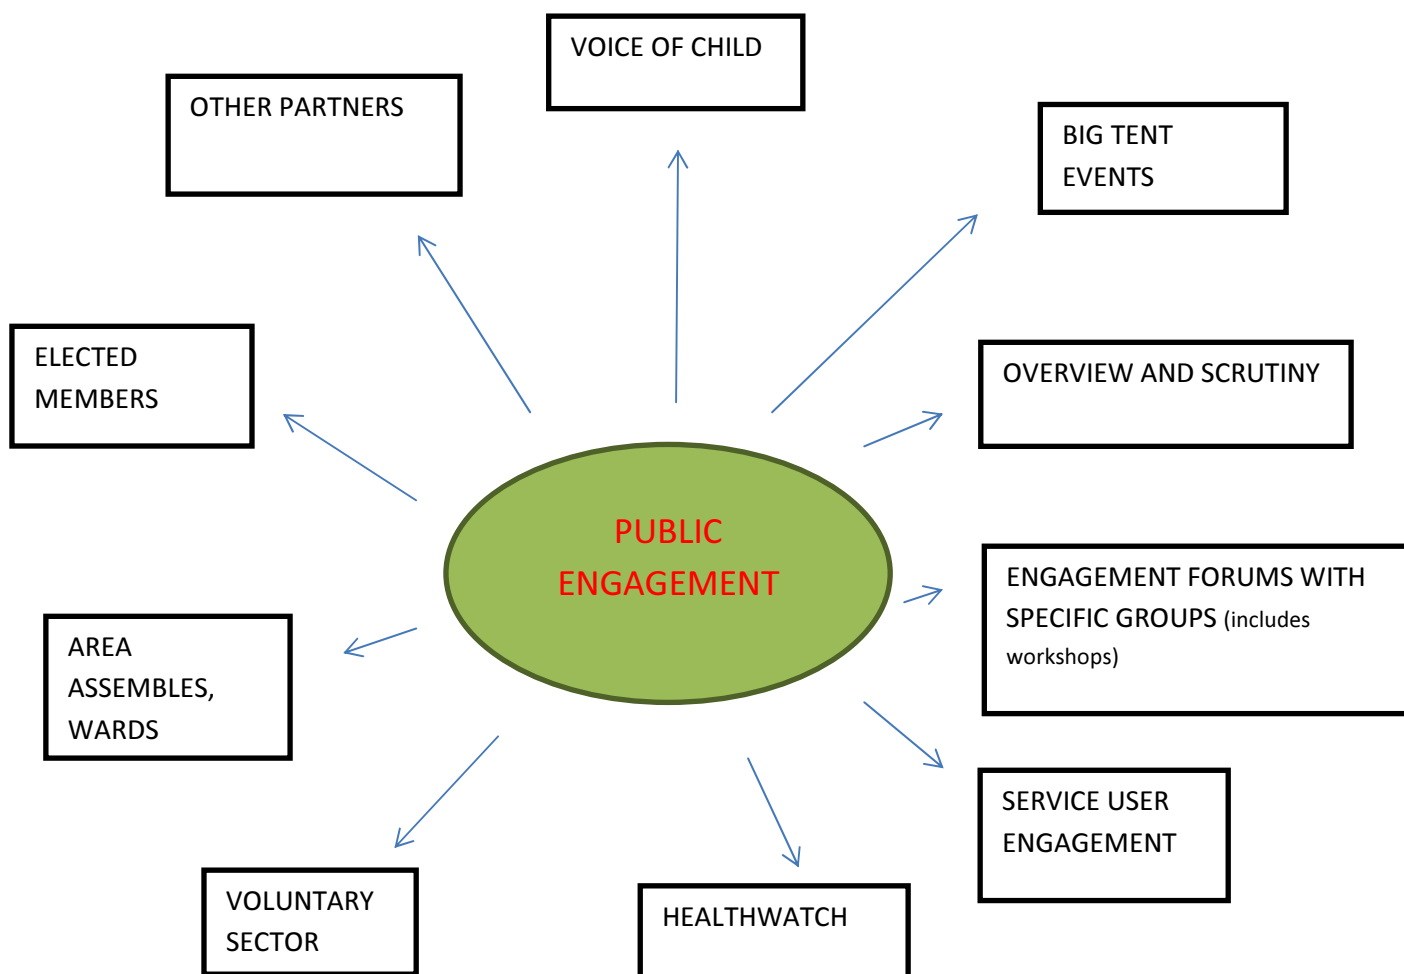 VOICE OF CHILD
OTHER PARTNERS
BIG TENT
EVENTS
ELECTED
MEMBERS
OVERVIEW AND SCRUTINY
PUBLIC
ENGAGEMENT
ENGAGEMENT FORUMS WITH
SPECIFIC GROUPS (includes
workshops)
AREA
ASSEMBLES,
WARDS
SERVICE USER
ENGAGEMENT
VOLUNTARY
SECTOR
HEALTHWATCH